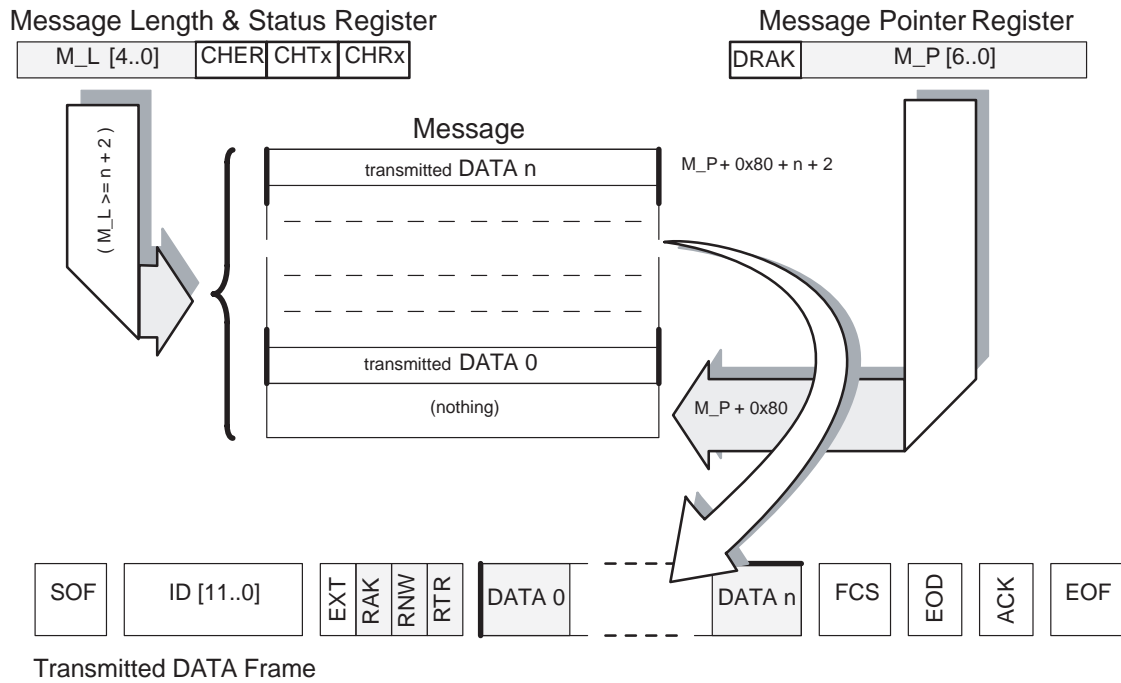 Message Length & Status Register
Message Pointer Register
M_L [4..0] CHER CHTx CHRx
DRAK M_P [6..0]
( M_L >= n + 2 )
Message
transmitted DATA n
M_P + 0x80 + n + 2
transmitted DATA 0
(nothing)
M_P + 0x80
SOF ID [11..0] EXT RAK RNW RTR DATA 0 DATA n FCS EOD ACK EOF
Transmitted DATA Frame